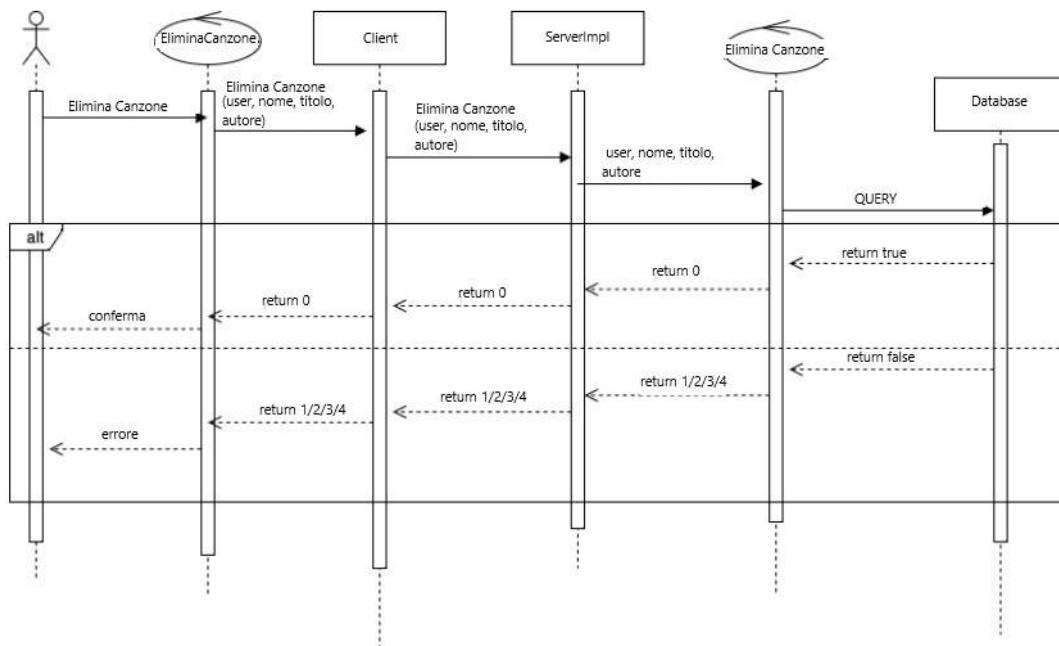 EliminaCanzone
Client
ServerImpl
Elimina Canzone
Database
Elimina Canzone
Elimina Canzone
(user, nome, titolo,
autore)
Elimina Canzone
(user, nome, titolo,
autore)
user, nome, titolo,
autore
QUERY
alt
return true
return 0
return 0
return 0
conferma
return false
return 1/2/3/4
return 1/2/3/4
return 1/2/3/4
errore